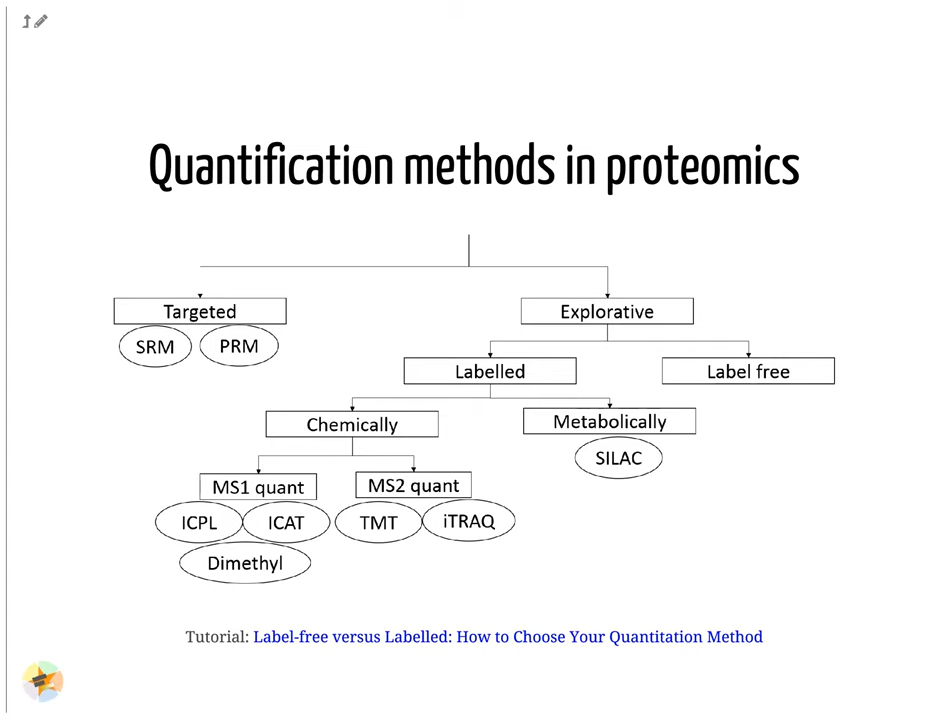 Quantification methods in proteomics
Targeted
Explorative
SRM
PRM
Labelled
Label free
Chemically
Metabolically
SILAC
MS1 quant
MS2 quant
ICPL
ICAT
TMT
iTRAQ
Dimethyl
Tutorial: Label-free versus Labelled: How to Choose Your Quantitation Method